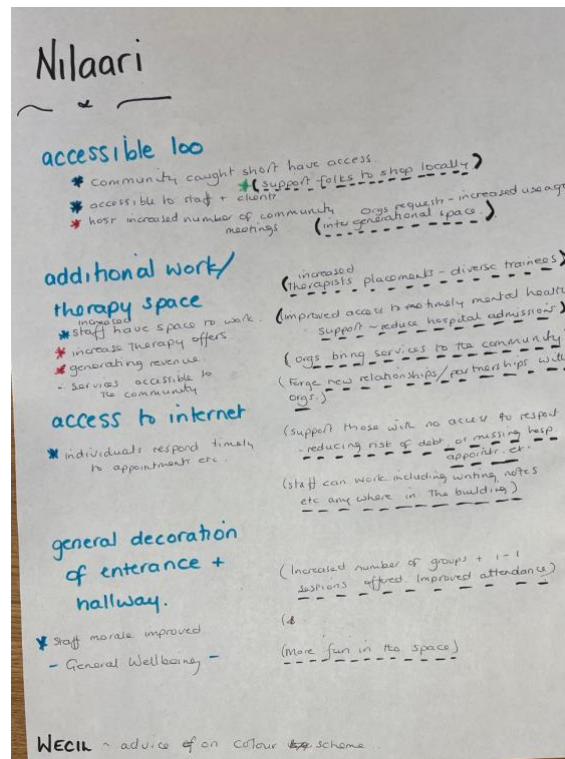 Nilaari
accessible loo
* community caught short have access.
* (support folks to shop locally)
* accessible to staff + clients
* host increased number of community meetings
orgs request - increased useage
(inter generational space.)
additional work/
therapy space
increased
* staff have space to work.
* increase therapy offers
* generating revenue.
- services accessible to
the community
increased
(Therapists placements - diverse trainees)
(improved access to timely mental health
support - reduce hospital admissions)
(orgs bring services to the community)
(Forge new relationships/partnerships with
orgs.)
access to internet
* individuals respond timely
to appointments etc.
(support those with no access to respond
- reducing risk of debt or missing hosp
appointr. et.
(staff can work including writing notes
etc any where in the building)
general decoration
of enterance +
hallway.
* Staff morale improved
- General Wellbeing -
(Increased number of groups + 1-1
sessions offered. Improved attendance)
(More fun in the space)
WECIL - advice on colour scheme.